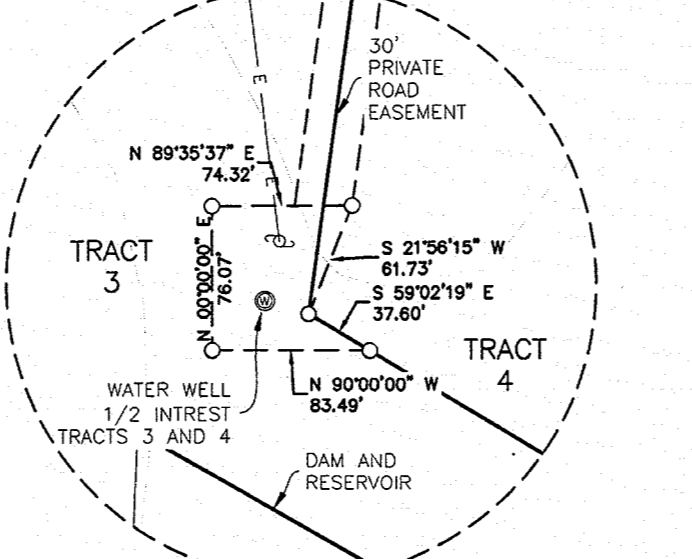 30'
PRIVATE
ROAD
EASEMENT
E
N 89°35'37" E
74.32'
E
TRACT
3
N 00°00'00" E
76.07'
S 21°56'15" W
61.73'
S 59°02'19" E
37.60'
W
TRACT
4
N 90°00'00" W
83.49'
WATER WELL
1/2 INTREST
TRACTS 3 AND 4
DAM AND
RESERVOIR